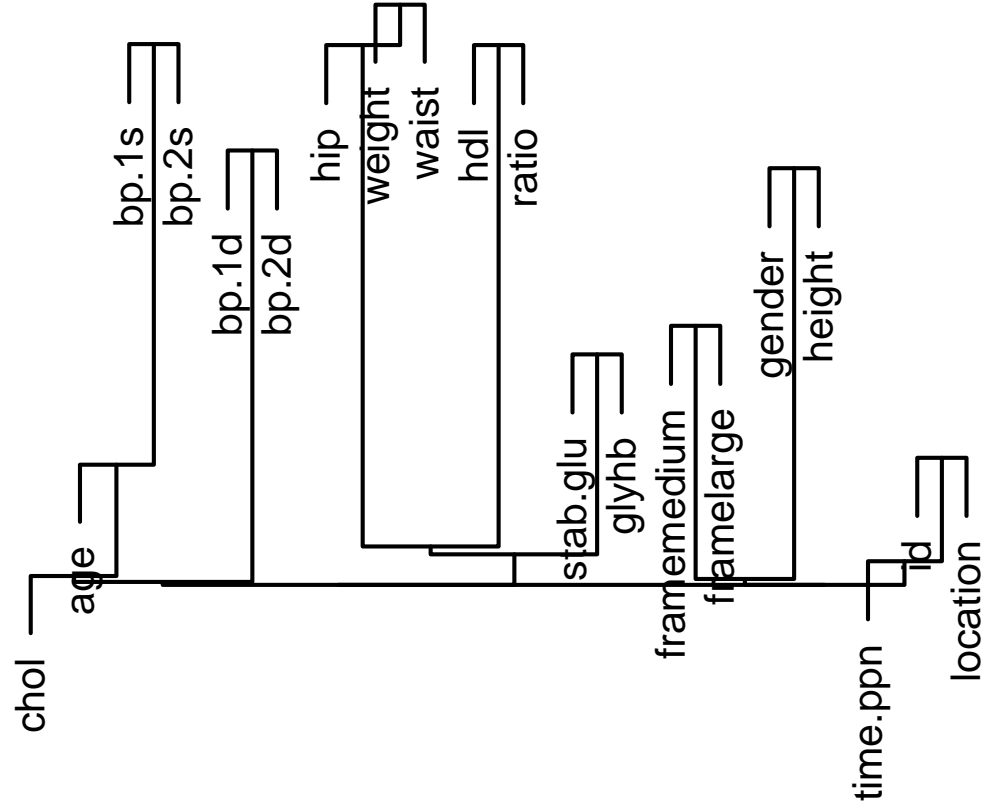 chol
age
bp.1s
bp.2s
bp.1d
bp.2d
hip
weight
waist
hdl
ratio
stab.glu
glyhb
framemedium
framelarge
gender
height
time.ppn
id
location